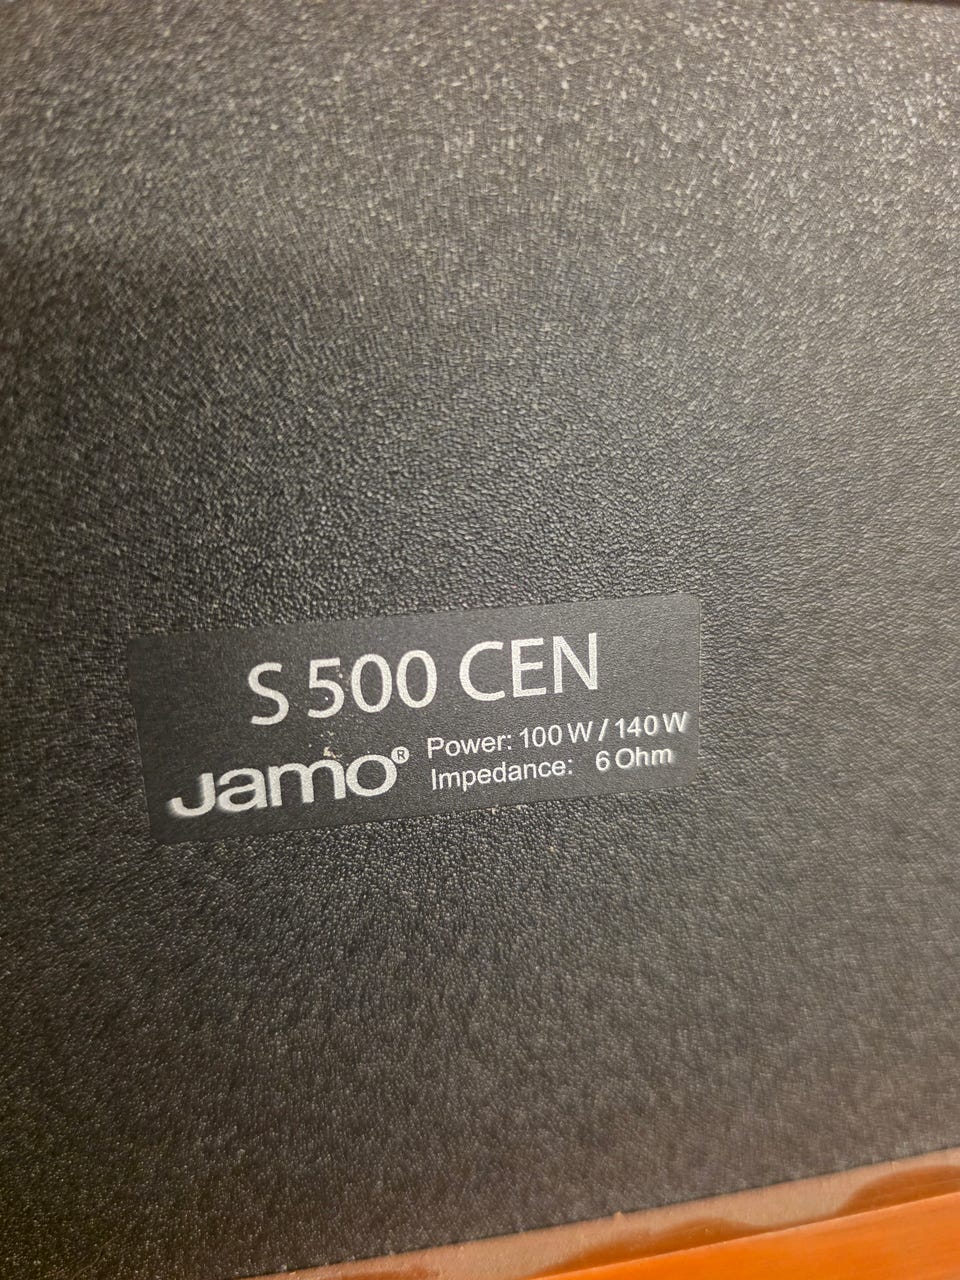 S 500 CEN
Jamo®
Power: 100 W / 140 W
Impedance: 6 Ohm